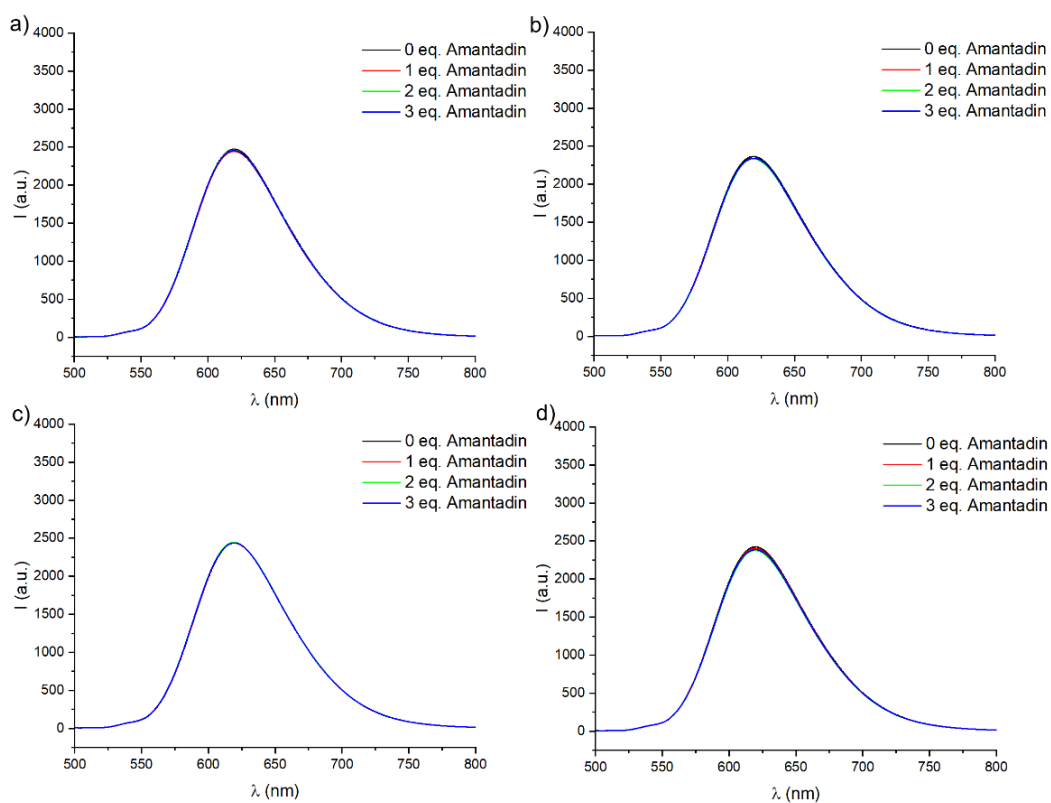 a)
4000
3500
3000
2500
2000
1500
1000
500
0
I (a.u.)
0 eq. Amantadin
1 eq. Amantadin
2 eq. Amantadin
3 eq. Amantadin
500 550 600 650 700 750 800
λ (nm)
b)
4000
3500
3000
2500
2000
1500
1000
500
0
I (a.u.)
0 eq. Amantadin
1 eq. Amantadin
2 eq. Amantadin
3 eq. Amantadin
500 550 600 650 700 750 800
λ (nm)
c)
4000
3500
3000
2500
2000
1500
1000
500
0
I (a.u.)
0 eq. Amantadin
1 eq. Amantadin
2 eq. Amantadin
3 eq. Amantadin
500 550 600 650 700 750 800
λ (nm)
d)
4000
3500
3000
2500
2000
1500
1000
500
0
I (a.u.)
0 eq. Amantadin
1 eq. Amantadin
2 eq. Amantadin
3 eq. Amantadin
500 550 600 650 700 750 800
λ (nm)